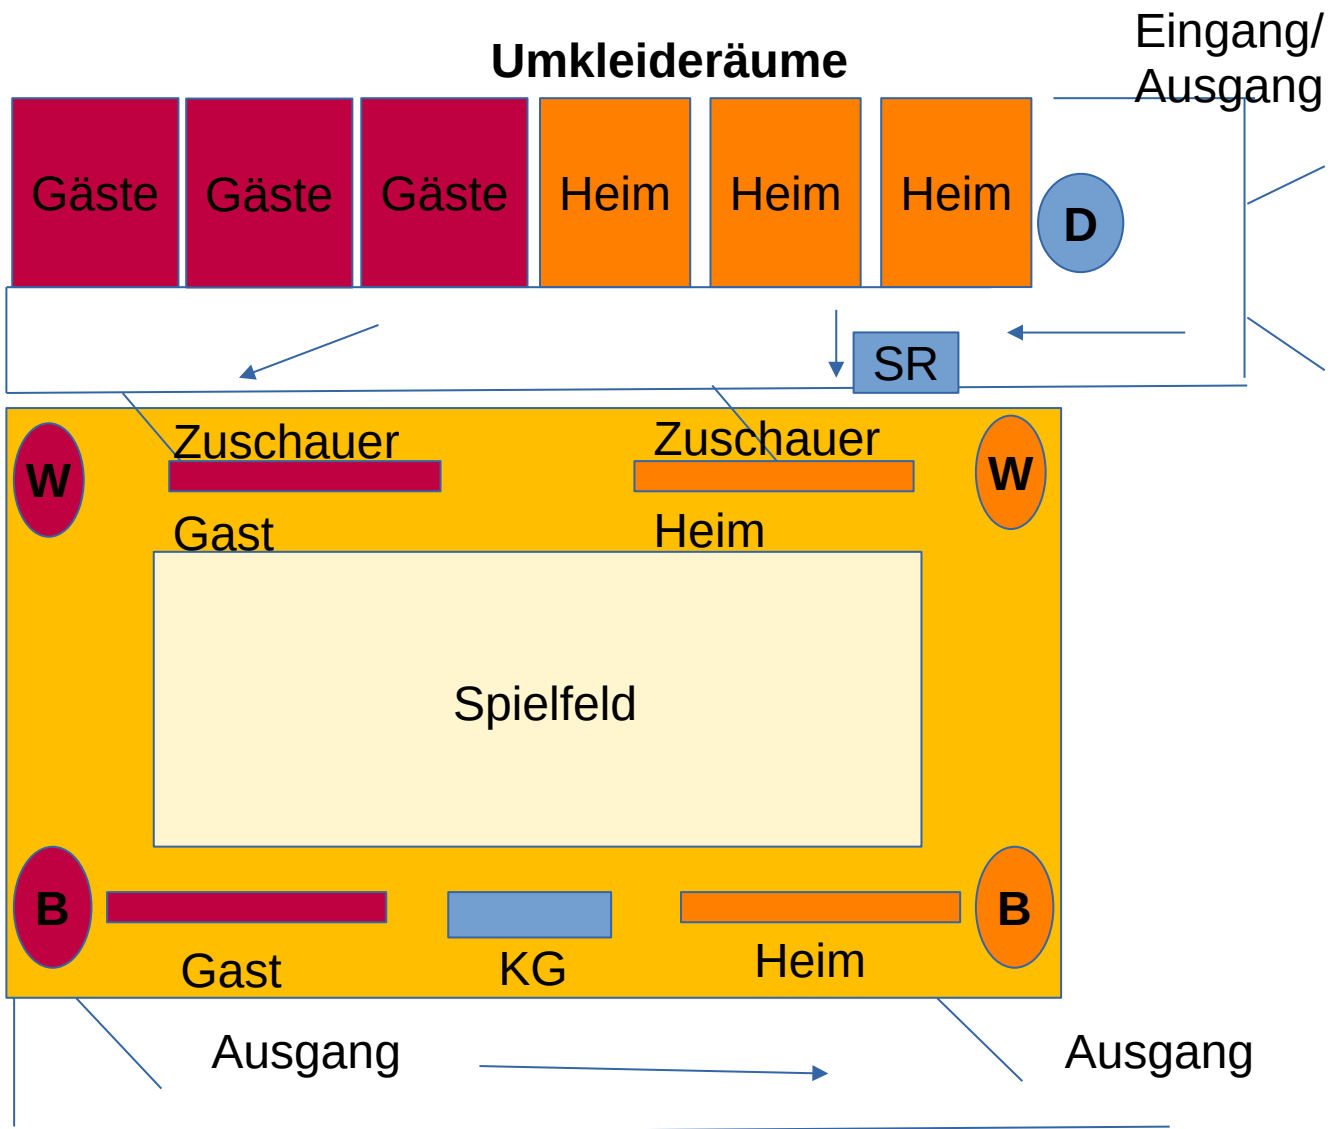 Eingang/
Ausgang
Umkleideräume
Gäste Gäste Gäste Heim Heim Heim
D
SR
Zuschauer Zuschauer
W W
Gast Heim
Spielfeld
B B
Gast KG Heim
Ausgang Ausgang